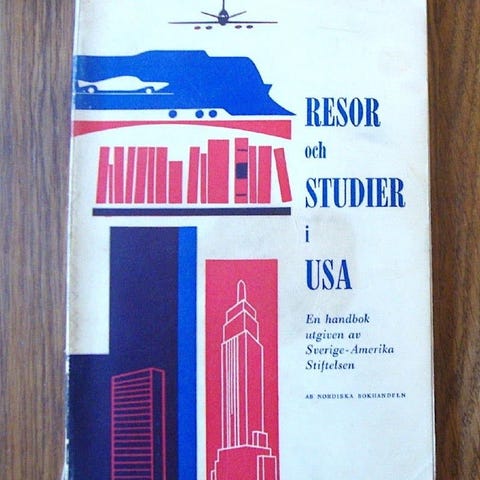 RESOR
och
STUDIER
i
USA
En handbok
utgiven av
Sverige-Amerika
Stiftelsen
AB NORDISKA BOKHANDELN